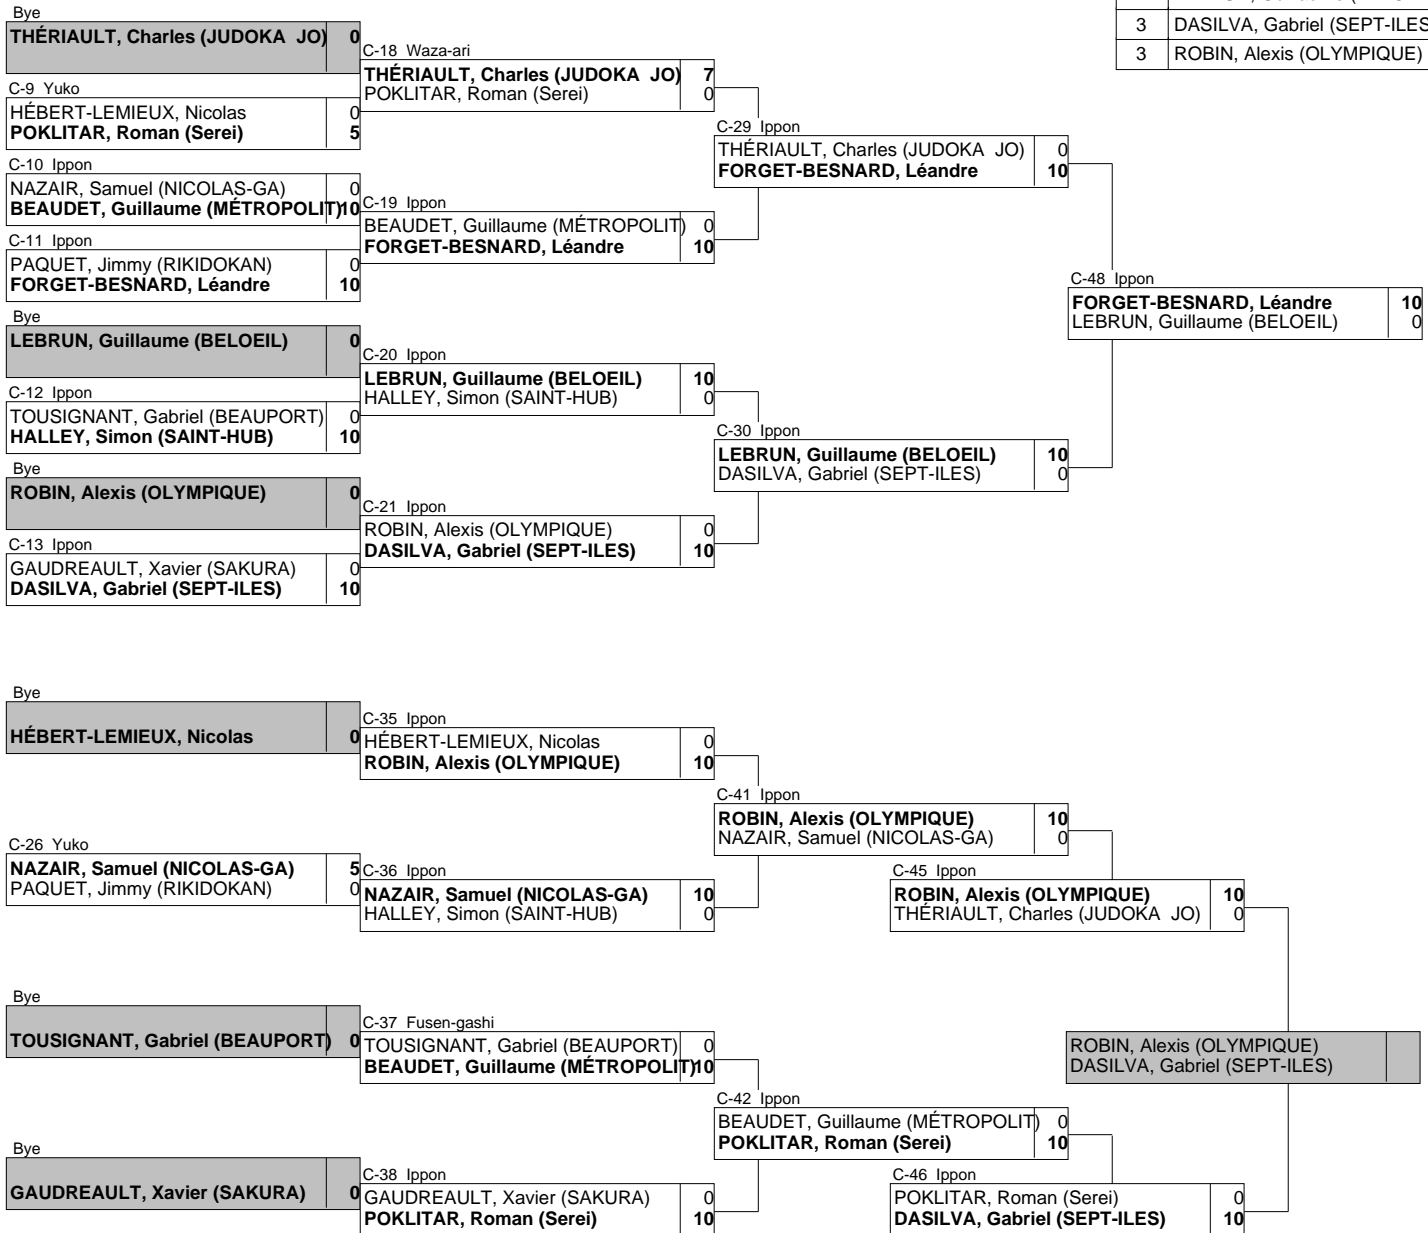 3 DASILVA, Gabriel (SEPT-ILES
3 ROBIN, Alexis (OLYMPIQUE)
Bye
THÉRIAULT, Charles (JUDOKA JO) 0
C-9 Yuko
HÉBERT-LEMIEUX, Nicolas 0
POKLITAR, Roman (Serei) 5
C-10 Ippon
NAZAIR, Samuel (NICOLAS-GA) 0
BEAUDET, Guillaume (MÉTROPOLIT) 10
C-11 Ippon
PAQUET, Jimmy (RIKIDOKAN) 0
FORGET-BESNARD, Léandre 10
Bye
LEBRUN, Guillaume (BELOEIL) 0
C-12 Ippon
TOUSIGNANT, Gabriel (BEAUPORT) 0
HALLEY, Simon (SAINT-HUB) 10
Bye
ROBIN, Alexis (OLYMPIQUE) 0
C-13 Ippon
GAUDREAULT, Xavier (SAKURA) 0
DASILVA, Gabriel (SEPT-ILES) 10
C-18 Waza-ari
THÉRIAULT, Charles (JUDOKA JO) 7
POKLITAR, Roman (Serei) 0
C-19 Ippon
BEAUDET, Guillaume (MÉTROPOLIT) 0
FORGET-BESNARD, Léandre 10
C-20 Ippon
LEBRUN, Guillaume (BELOEIL) 10
HALLEY, Simon (SAINT-HUB) 0
C-21 Ippon
ROBIN, Alexis (OLYMPIQUE) 0
DASILVA, Gabriel (SEPT-ILES) 10
C-29 Ippon
THÉRIAULT, Charles (JUDOKA JO) 0
FORGET-BESNARD, Léandre 10
C-30 Ippon
LEBRUN, Guillaume (BELOEIL) 10
DASILVA, Gabriel (SEPT-ILES) 0
C-48 Ippon
FORGET-BESNARD, Léandre 10
LEBRUN, Guillaume (BELOEIL) 0
Bye
HÉBERT-LEMIEUX, Nicolas 0
C-26 Yuko
NAZAIR, Samuel (NICOLAS-GA) 5
PAQUET, Jimmy (RIKIDOKAN) 0
Bye
TOUSIGNANT, Gabriel (BEAUPORT) 0
Bye
GAUDREAULT, Xavier (SAKURA) 0
C-35 Ippon
HÉBERT-LEMIEUX, Nicolas 0
ROBIN, Alexis (OLYMPIQUE) 10
C-36 Ippon
NAZAIR, Samuel (NICOLAS-GA) 10
HALLEY, Simon (SAINT-HUB) 0
C-37 Fusen-gashi
TOUSIGNANT, Gabriel (BEAUPORT) 0
BEAUDET, Guillaume (MÉTROPOLIT) 10
C-38 Ippon
GAUDREAULT, Xavier (SAKURA) 0
POKLITAR, Roman (Serei) 10
C-41 Ippon
ROBIN, Alexis (OLYMPIQUE) 10
NAZAIR, Samuel (NICOLAS-GA) 0
C-42 Ippon
BEAUDET, Guillaume (MÉTROPOLIT) 0
POKLITAR, Roman (Serei) 10
C-45 Ippon
ROBIN, Alexis (OLYMPIQUE) 10
THÉRIAULT, Charles (JUDOKA JO) 0
C-46 Ippon
POKLITAR, Roman (Serei) 0
DASILVA, Gabriel (SEPT-ILES) 10
ROBIN, Alexis (OLYMPIQUE)
DASILVA, Gabriel (SEPT-ILES)